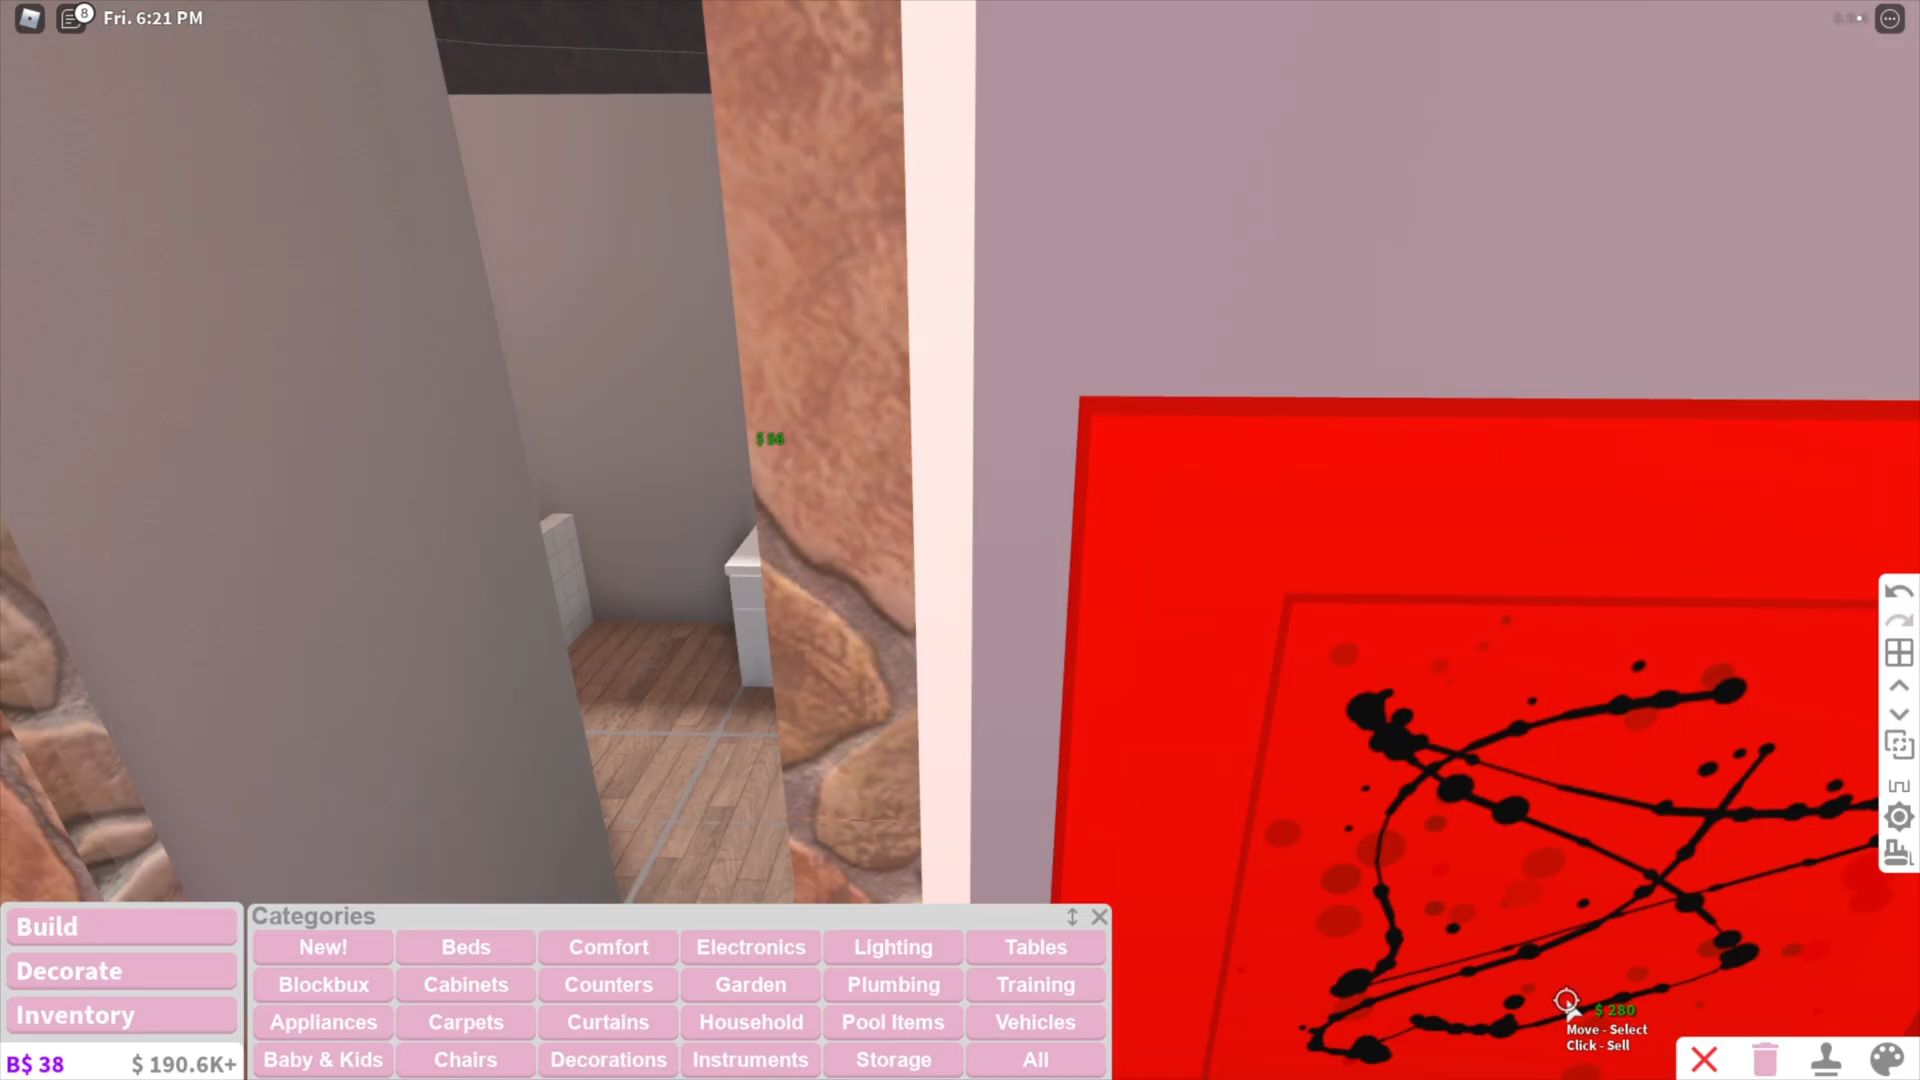 8 Fri. 6:21 PM
$ 56
Build
Decorate
Inventory
B$ 38 $ 190.6K+
Categories
New! Beds Comfort Electronics Lighting Tables
Blockbux Cabinets Counters Garden Plumbing Training
Appliances Carpets Curtains Household Pool Items Vehicles
Baby & Kids Chairs Decorations Instruments Storage All
$ 280
Move - Select
Click - Sell